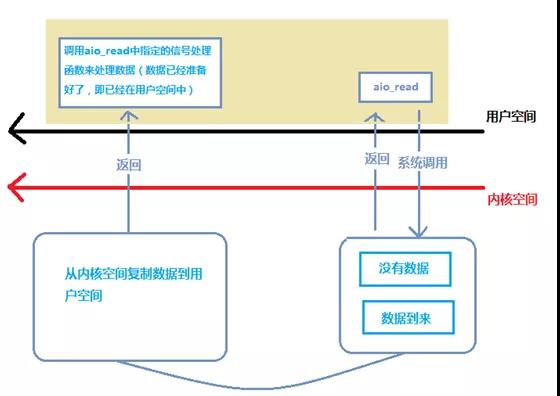 调用aio_read中指定的信号处理
函数来处理数据（数据已经准备
好了，即已经在用户空间中）
aio_read
用户空间
返回
返回
系统调用
内核空间
从内核空间复制数据到用
户空间
没有数据
数据到来